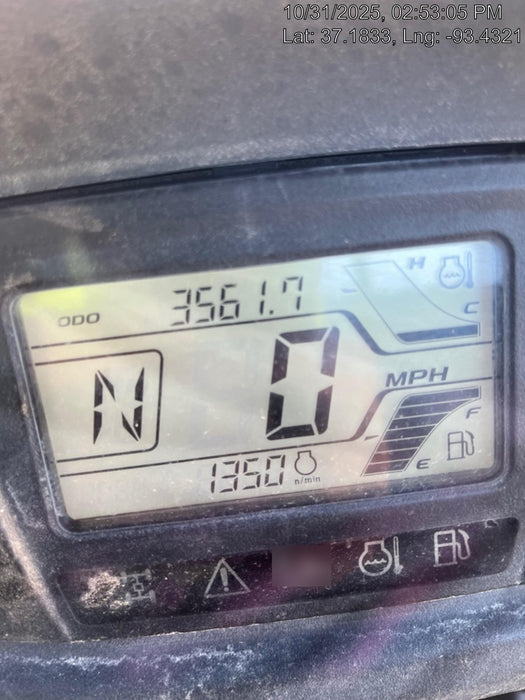 10/31/2025, 02:53:05 PM
Lat: 37.1833, Lng: -93.4321
H
ODO 3561.7
C
N 0 MPH
F
1350 n/min
E